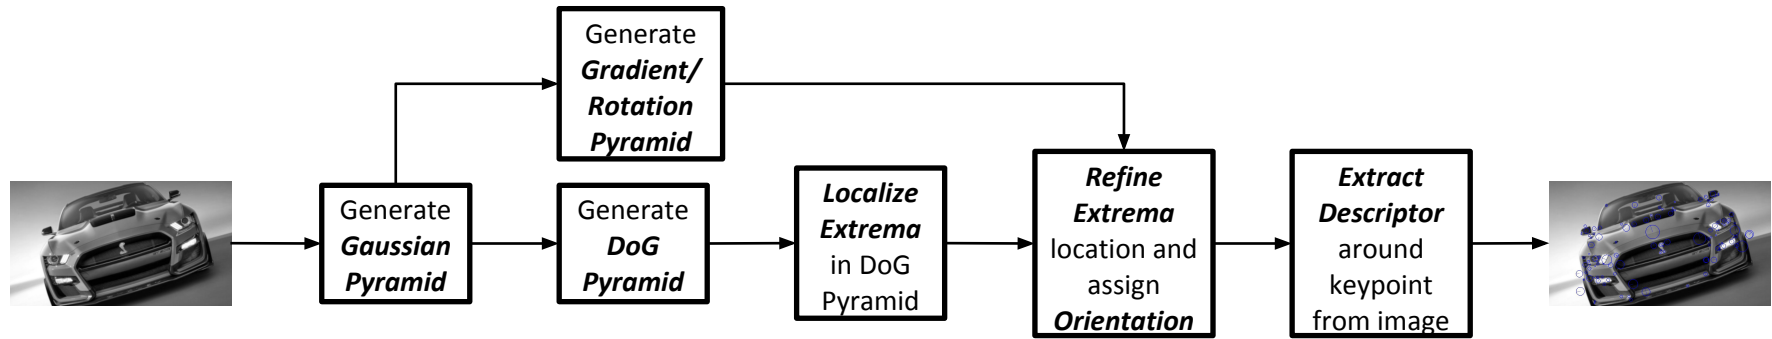 Generate
Gradient/
Rotation
Pyramid
Generate
Gaussian
Pyramid
Generate
DoG
Pyramid
Localize
Extrema
in DoG
Pyramid
Refine
Extrema
location and
assign
Orientation
Extract
Descriptor
around
keypoint
from image